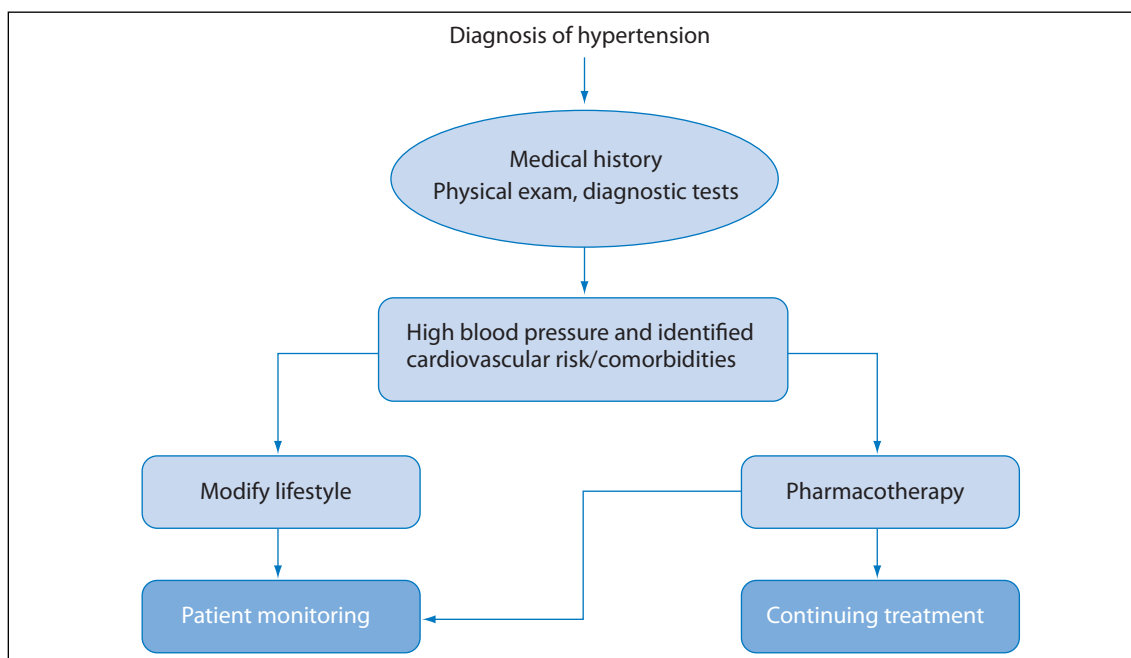 Diagnosis of hypertension
Medical history
Physical exam, diagnostic tests
High blood pressure and identified
cardiovascular risk/comorbidities
Modify lifestyle
Pharmacotherapy
Patient monitoring
Continuing treatment